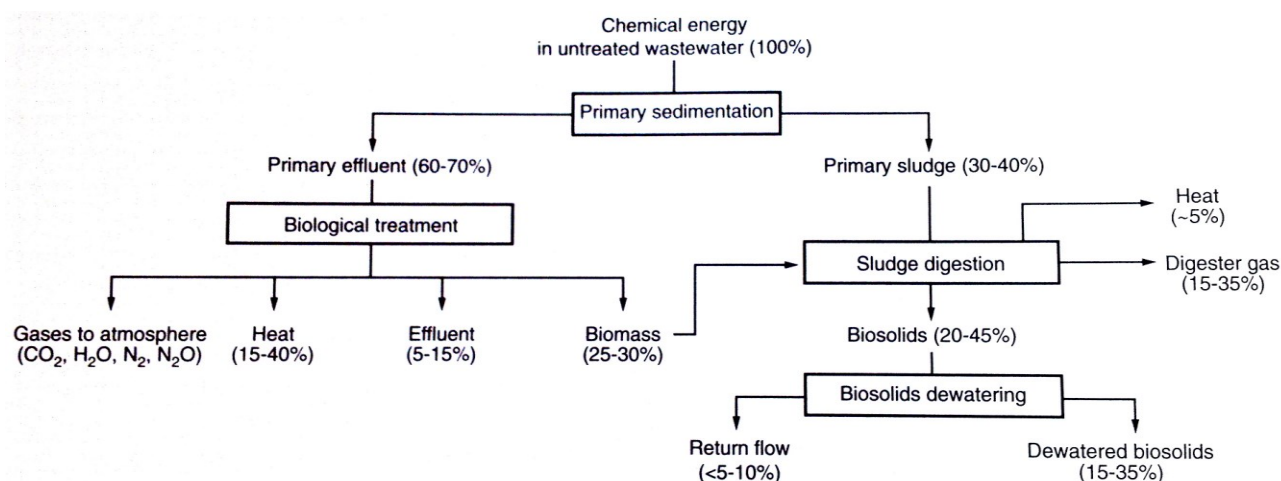 Chemical energy
in untreated wastewater (100%)
Primary sedimentation
Primary effluent (60-70%)
Primary sludge (30-40%)
Biological treatment
Heat
(~5%)
Sludge digestion
Digester gas
(15-35%)
Gases to atmosphere
(CO₂, H₂O, N₂, N₂O)
Heat
(15-40%)
Effluent
(5-15%)
Biomass
(25-30%)
Biosolids (20-45%)
Biosolids dewatering
Return flow
(<5-10%)
Dewatered biosolids
(15-35%)